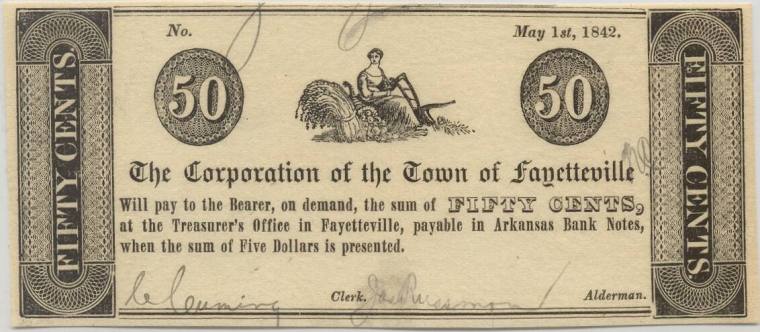 No.
May 1st, 1842.
50
50
FIFTY CENTS.
FIFTY CENTS.
The Corporation of the Town of Fayetteville
Will pay to the Bearer, on demand, the sum of FIFTY CENTS,
at the Treasurer's Office in Fayetteville, payable in Arkansas Bank Notes,
when the sum of Five Dollars is presented.
Clerk.
Alderman.